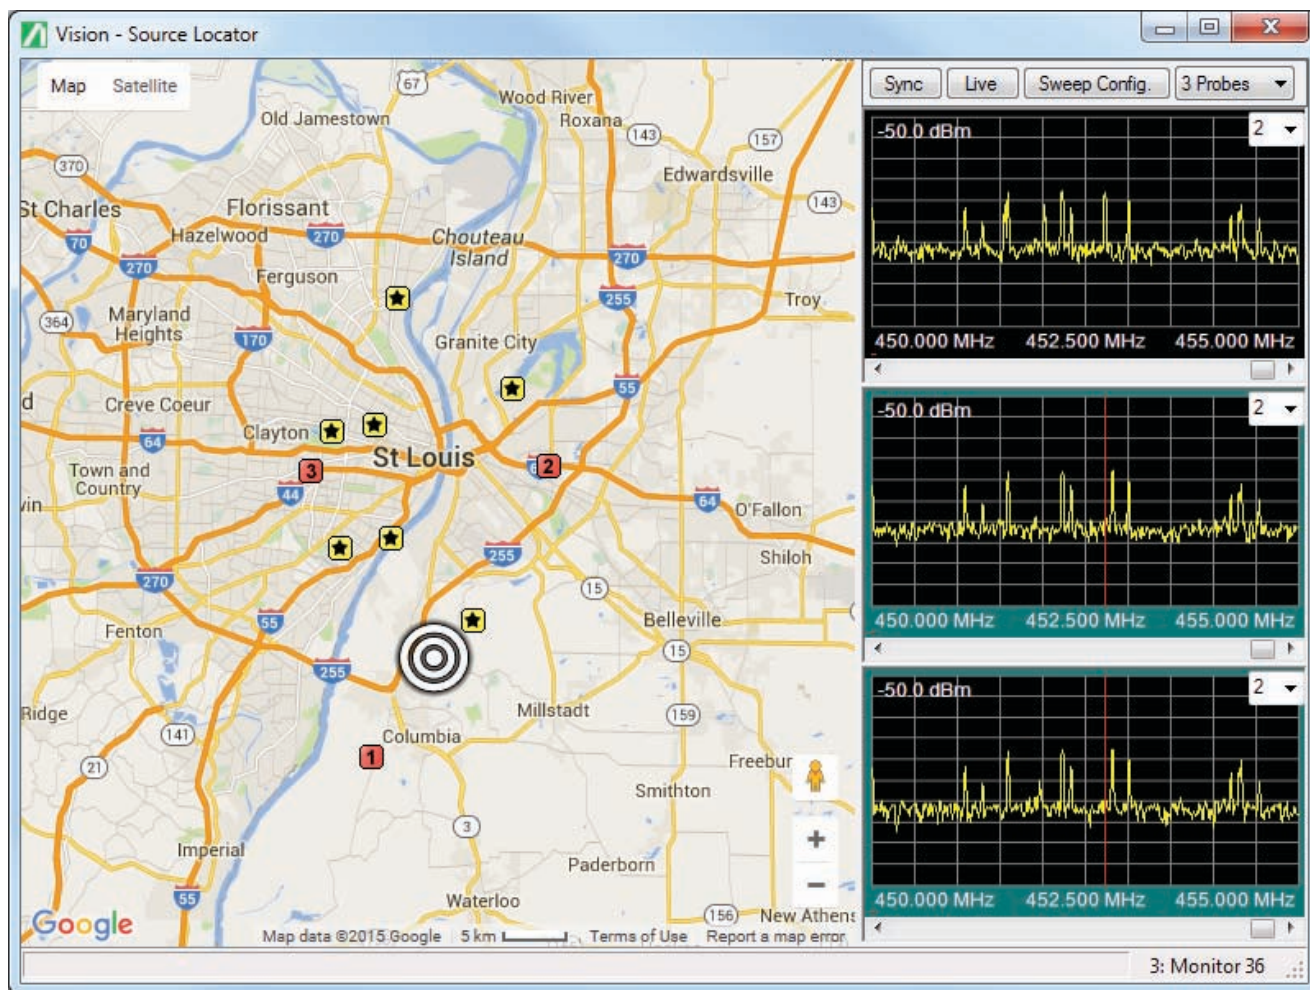 Vision - Source Locator
Map Satellite
67
Wood River
Roxana
Old Jamestown
143
157
370
Edwardsville
St Charles
Florissant
143
70
Hazelwood
270
Chouteau
Island
270
270
Ferguson
255
Troy
364
Maryland
Heights
170
Granite City
55
Creve Coeur
Clayton
64
St Louis
3
2
Town and
Country
44
64
O'Fallon
255
Shiloh
270
15
55
Belleville
Fenton
15
255
Ridge
Millstadt
159
141
Columbia
1
21
Freebur
Smithton
3
Imperial
Paderborn
55
Waterloo
156
New Athens
Google
Map data ©2015 Google 5 km Terms of Use Report a map error
Sync Live Sweep Config. 3 Probes
-50.0 dBm 2
450.000 MHz 452.500 MHz 455.000 MHz
-50.0 dBm 2
450.000 MHz 452.500 MHz 455.000 MHz
-50.0 dBm 2
450.000 MHz 452.500 MHz 455.000 MHz
3: Monitor 36